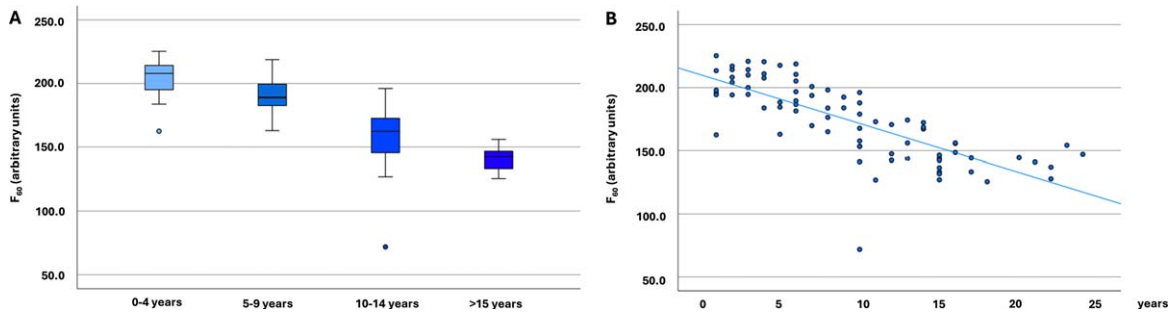 A
250.0
200.0
150.0
100.0
50.0
F60 (arbitrary units)
0-4 years
5-9 years
10-14 years
>15 years
B
250.0
200.0
150.0
100.0
50.0
F60 (arbitrary units)
0
5
10
15
20
25
years